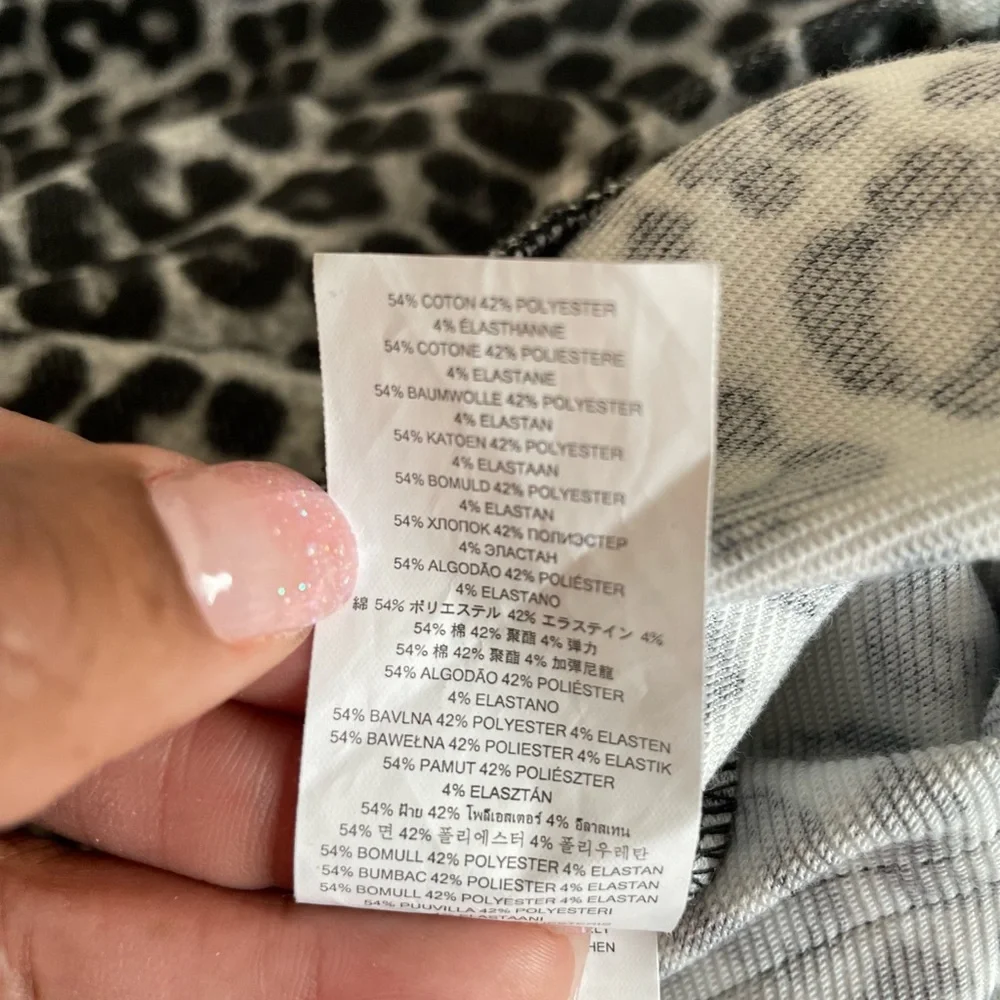 54% COTON 42% POLYESTER
4% ÉLASTHANNE
54% COTONE 42% POLIESTERE
4% ELASTANE
54% BAUMWOLLE 42% POLYESTER
4% ELASTAN
54% KATOEN 42% POLYESTER
4% ELASTAAN
54% BOMULD 42% POLYESTER
4% ELASTAN
54% ХЛОПОК 42% ПОЛИЭСТЕР
4% ЭЛАСТАН
54% ALGODÃO 42% POLIÉSTER
4% ELASTANO
綿 54% ポリエステル 42% エラステイン 4%
54% 棉 42% 聚酯 4% 弹力
54% 棉 42% 聚酯 4% 加彈尼龍
54% ALGODÃO 42% POLIÉSTER
4% ELASTANO
54% BAVLNA 42% POLYESTER 4% ELASTEN
54% BAWEŁNA 42% POLIESTER 4% ELASTIK
54% PAMUT 42% POLIÉSZTER
4% ELASZTÁN
54% ฝ้าย 42% โพลีเอสเตอร์ 4% อีลาสเทน
54% 면 42% 폴리에스터 4% 폴리우레탄
54% BOMULL 42% POLYESTER 4% ELASTAN
54% BUMBAC 42% POLIESTER 4% ELASTAN
54% BOMULL 42% POLYESTER 4% ELASTAN
54% PUUVILLA 42% POLYESTERI
ELASTAANI